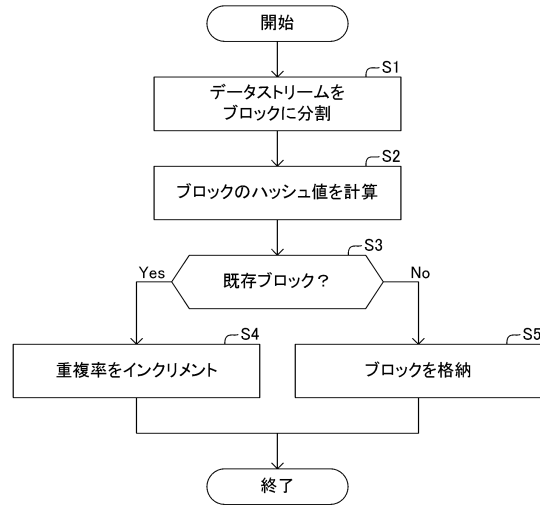 開始
S1
データストリームを
ブロックに分割
S2
ブロックのハッシュ値を計算
S3
既存ブロック？
Yes
No
S4
重複率をインクリメント
S5
ブロックを格納
終了